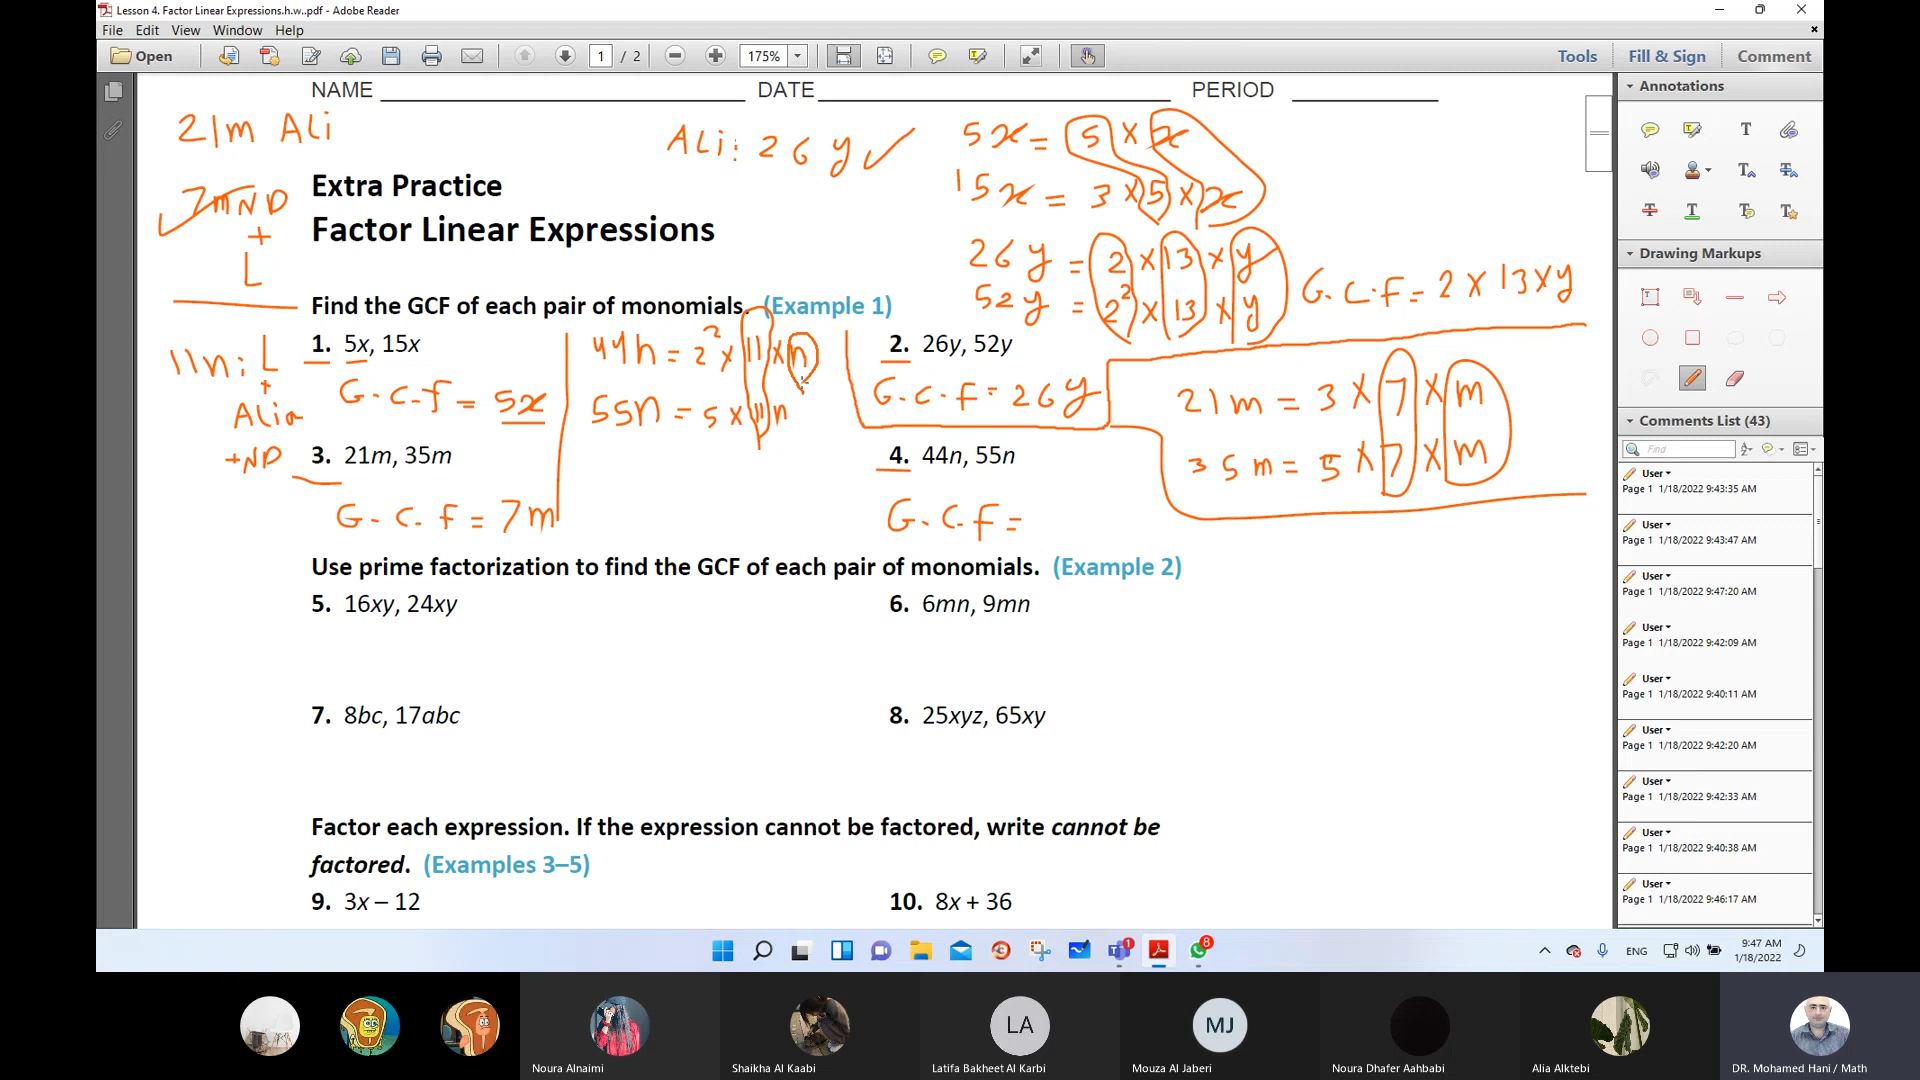 Lesson 4. Factor Linear Expressions.h.w..pdf - Adobe Reader
File Edit View Window Help
Open 1 / 2 175% Tools Fill & Sign Comment
NAME DATE PERIOD
21m Ali
Ali: 26y ✓
5x = 5 × x
15x = 3 × 5 × x
7m ND
+
L
Extra Practice
Factor Linear Expressions
26y = 2 × 13 × y
52y = 2² × 13 × y
G.C.F = 2 × 13 × y
Find the GCF of each pair of monomials. (Example 1)
1. 5x, 15x
G.C.F = 5x
11n: L
+
Alia
+ND
44n = 2² × 11 × n
55n = 5 × 11 n
2. 26y, 52y
G.C.F = 26y
21m = 3 × 7 × m
35m = 5 × 7 × m
3. 21m, 35m
G.C.F = 7m
4. 44n, 55n
G.C.F =
Use prime factorization to find the GCF of each pair of monomials. (Example 2)
5. 16xy, 24xy
6. 6mn, 9mn
7. 8bc, 17abc
8. 25xyz, 65xy
Factor each expression. If the expression cannot be factored, write cannot be
factored. (Examples 3–5)
9. 3x – 12
10. 8x + 36
Annotations
Drawing Markups
Comments List (43)
Find
User
Page 1 1/18/2022 9:43:35 AM
User
Page 1 1/18/2022 9:43:47 AM
User
Page 1 1/18/2022 9:47:20 AM
User
Page 1 1/18/2022 9:42:09 AM
User
Page 1 1/18/2022 9:40:11 AM
User
Page 1 1/18/2022 9:42:20 AM
User
Page 1 1/18/2022 9:42:33 AM
User
Page 1 1/18/2022 9:40:38 AM
User
Page 1 1/18/2022 9:46:17 AM
1
8
ENG
9:47 AM
1/18/2022
LA
MJ
Noura Alnaimi
Shaikha Al Kaabi
Latifa Bakheet Al Karbi
Mouza Al Jaberi
Noura Dhafer Aahbabi
Alia Alktebi
DR. Mohamed Hani / Math